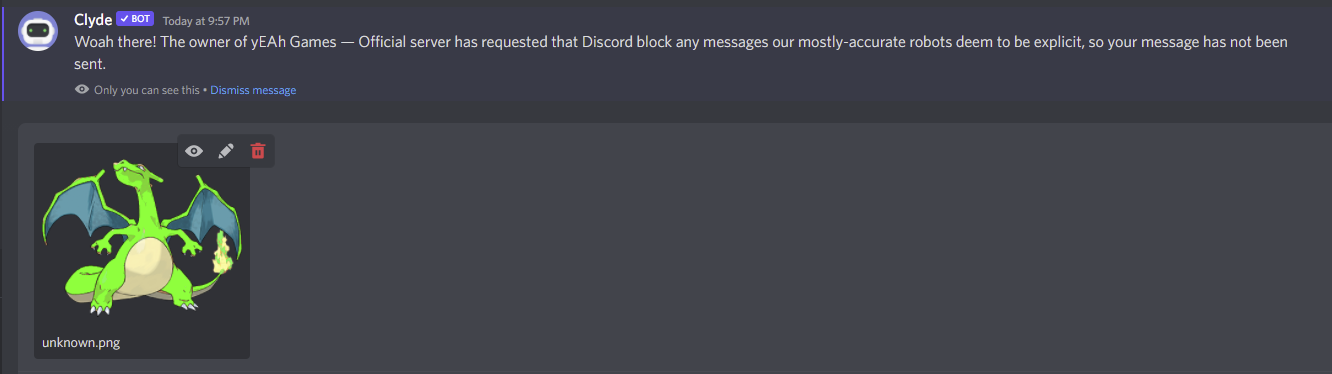 Clyde ✓ BOT Today at 9:57 PM
Woah there! The owner of yEAh Games — Official server has requested that Discord block any messages our mostly-accurate robots deem to be explicit, so your message has not been
sent.
Only you can see this • Dismiss message
unknown.png